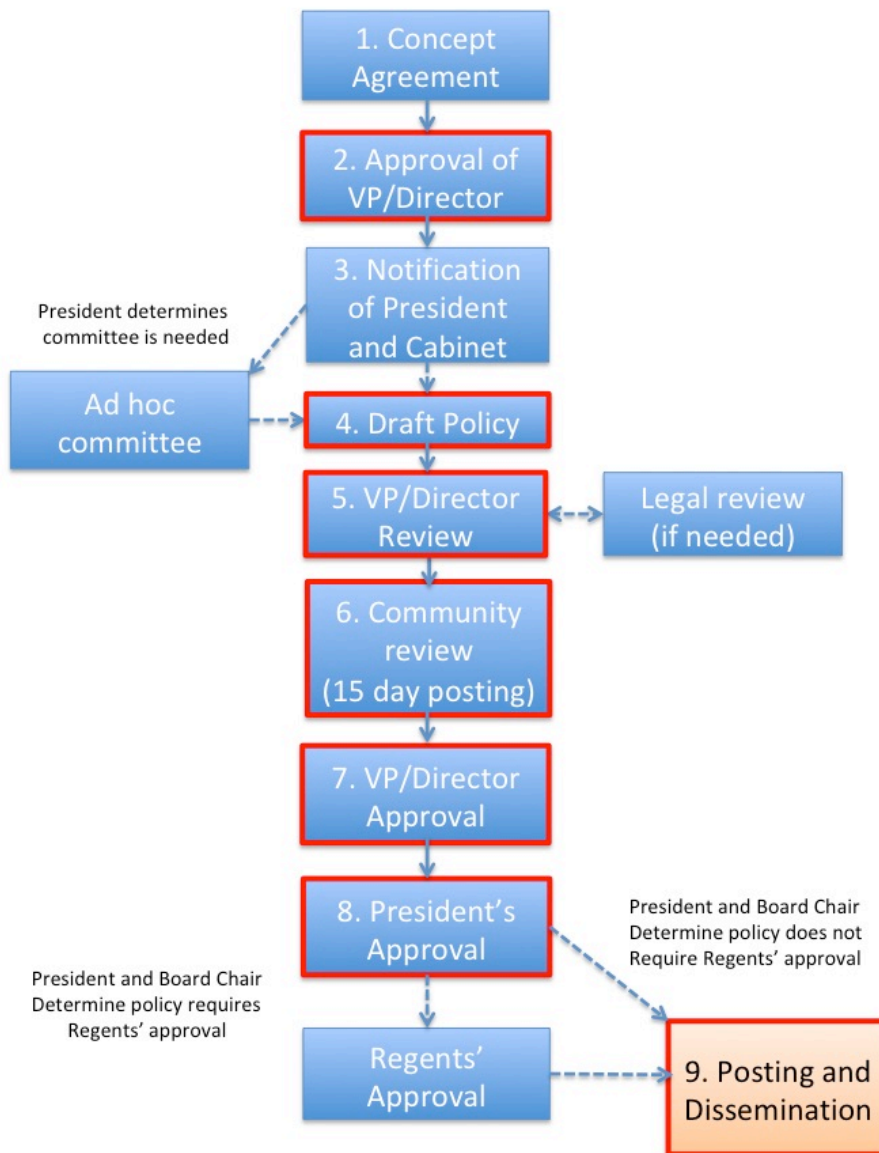 1. Concept
Agreement
2. Approval of
VP/Director
3. Notification
of President
and Cabinet
President determines
committee is needed
Ad hoc
committee
4. Draft Policy
5. VP/Director
Review
Legal review
(if needed)
6. Community
review
(15 day posting)
7. VP/Director
Approval
8. President’s
Approval
President and Board Chair
Determine policy does not
Require Regents’ approval
President and Board Chair
Determine policy requires
Regents’ approval
Regents’
Approval
9. Posting and
Dissemination